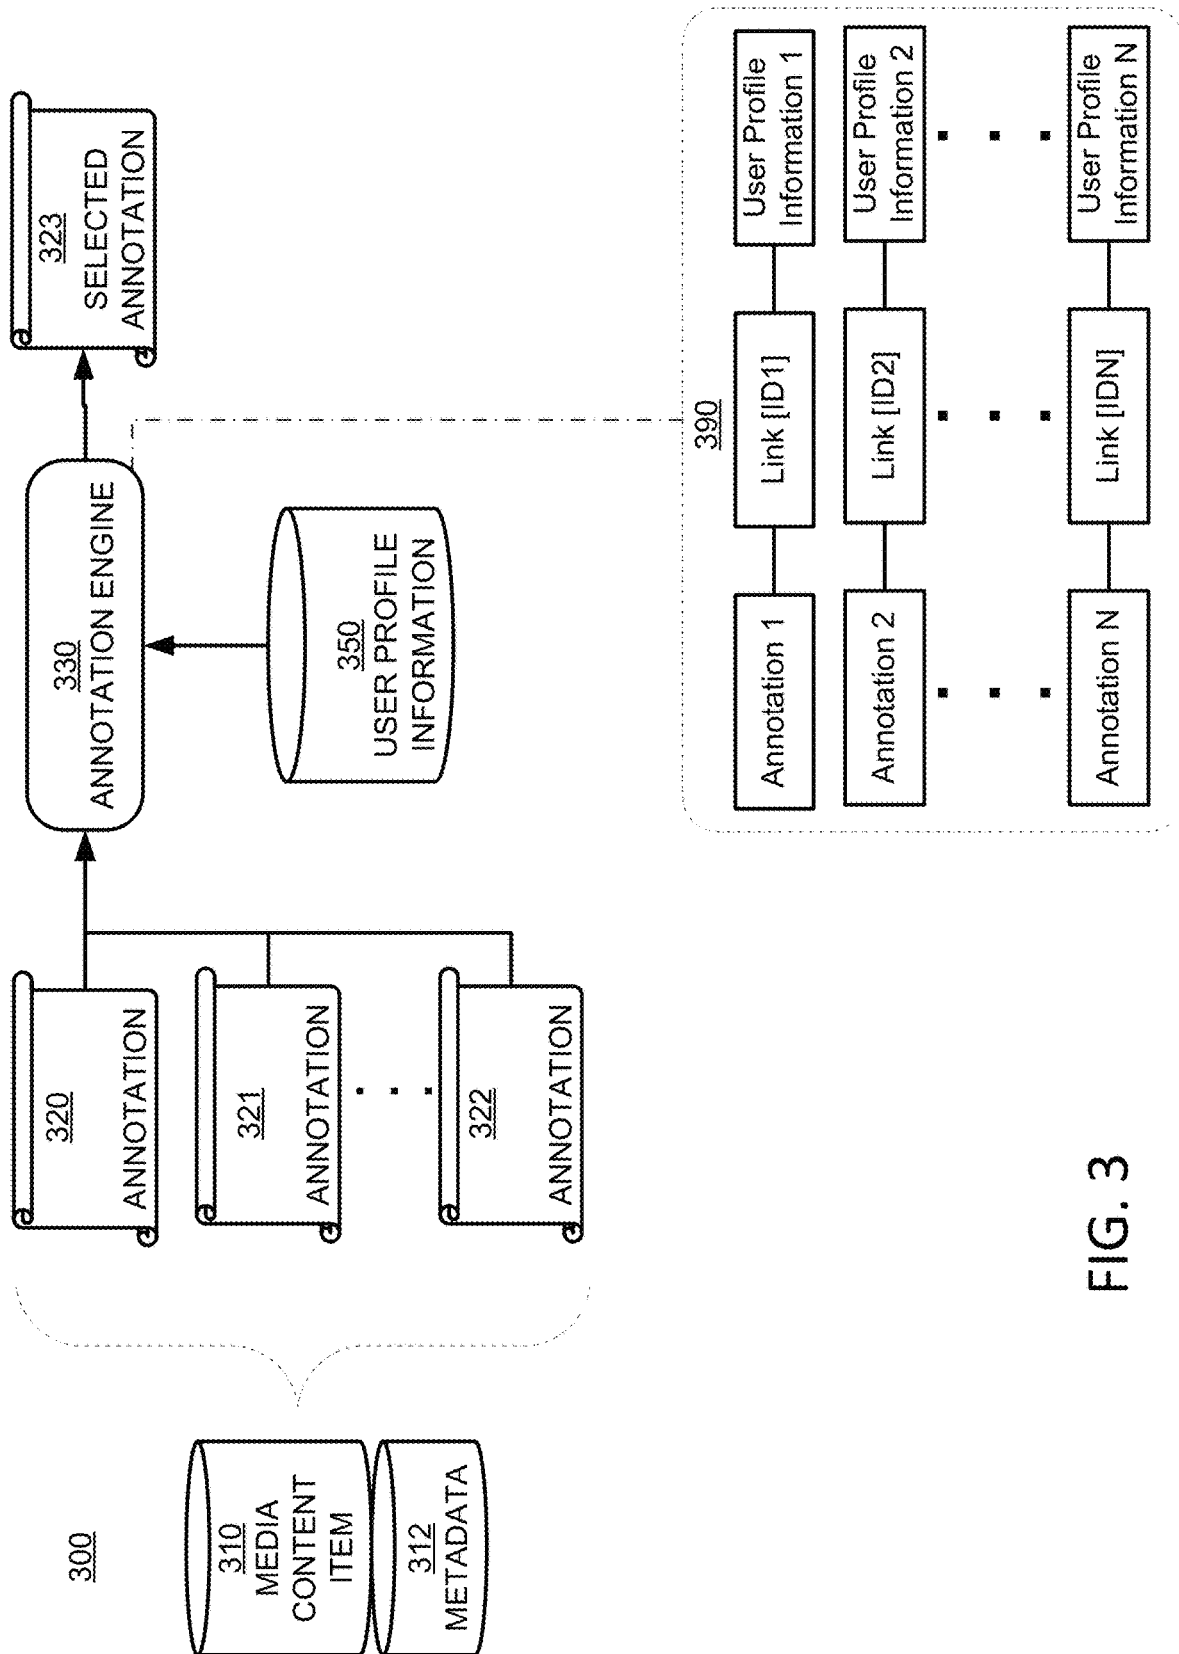 300
310
MEDIA
CONTENT
ITEM
312
METADATA
320
ANNOTATION
321
ANNOTATION
322
ANNOTATION
330
ANNOTATION ENGINE
350
USER PROFILE
INFORMATION
323
SELECTED
ANNOTATION
390
Annotation 1
Link [ID1]
User Profile
Information 1
Annotation 2
Link [ID2]
User Profile
Information 2
Annotation N
Link [IDN]
User Profile
Information N
FIG. 3